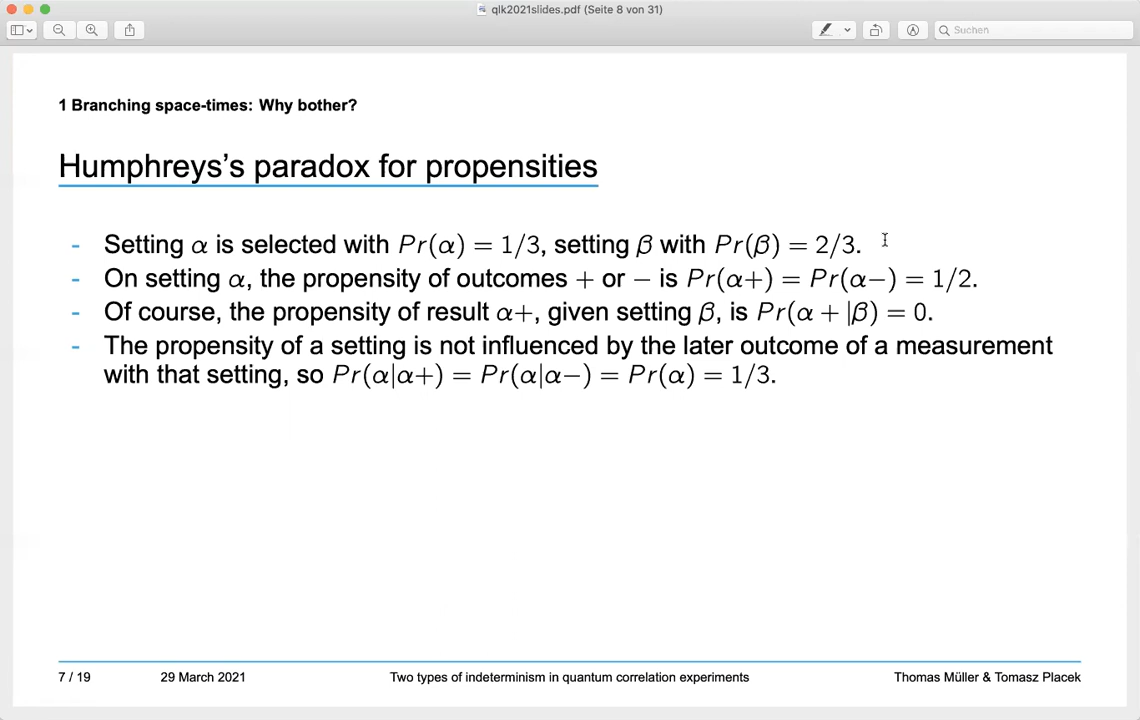 qlk2021slides.pdf (Seite 8 von 31)
Suchen
1 Branching space-times: Why bother?
Humphreys's paradox for propensities
- Setting α is selected with Pr(α) = 1/3, setting β with Pr(β) = 2/3.
- On setting α, the propensity of outcomes + or − is Pr(α+) = Pr(α−) = 1/2.
- Of course, the propensity of result α+, given setting β, is Pr(α + |β) = 0.
- The propensity of a setting is not influenced by the later outcome of a measurement
with that setting, so Pr(α|α+) = Pr(α|α−) = Pr(α) = 1/3.
7 / 19 29 March 2021 Two types of indeterminism in quantum correlation experiments Thomas Müller & Tomasz Placek